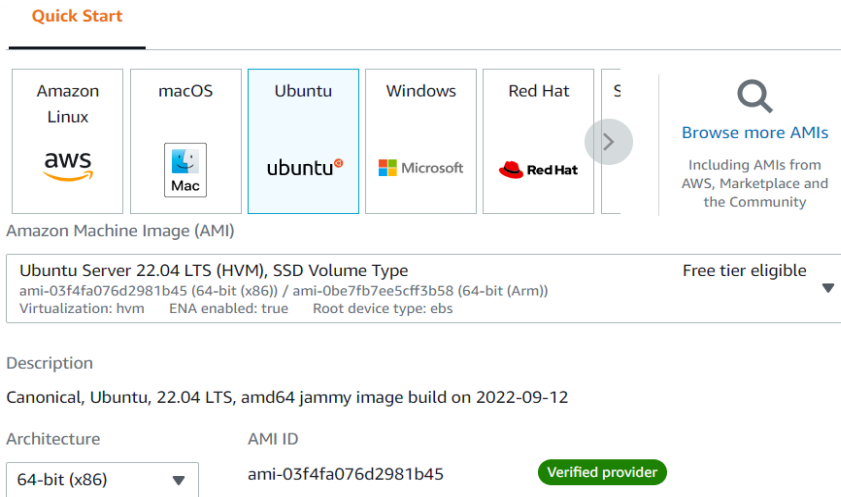 Quick Start
Amazon Linux
macOS
Ubuntu
Windows
Red Hat
S
aws
Mac
ubuntu
Microsoft
Red Hat
Browse more AMIs
Including AMIs from
AWS, Marketplace and
the Community
Amazon Machine Image (AMI)
Ubuntu Server 22.04 LTS (HVM), SSD Volume Type
Free tier eligible
ami-03f4fa076d2981b45 (64-bit (x86)) / ami-0be7fb7ee5cff3b58 (64-bit (Arm))
Virtualization: hvm ENA enabled: true Root device type: ebs
Description
Canonical, Ubuntu, 22.04 LTS, amd64 jammy image build on 2022-09-12
Architecture
AMI ID
64-bit (x86)
ami-03f4fa076d2981b45
Verified provider